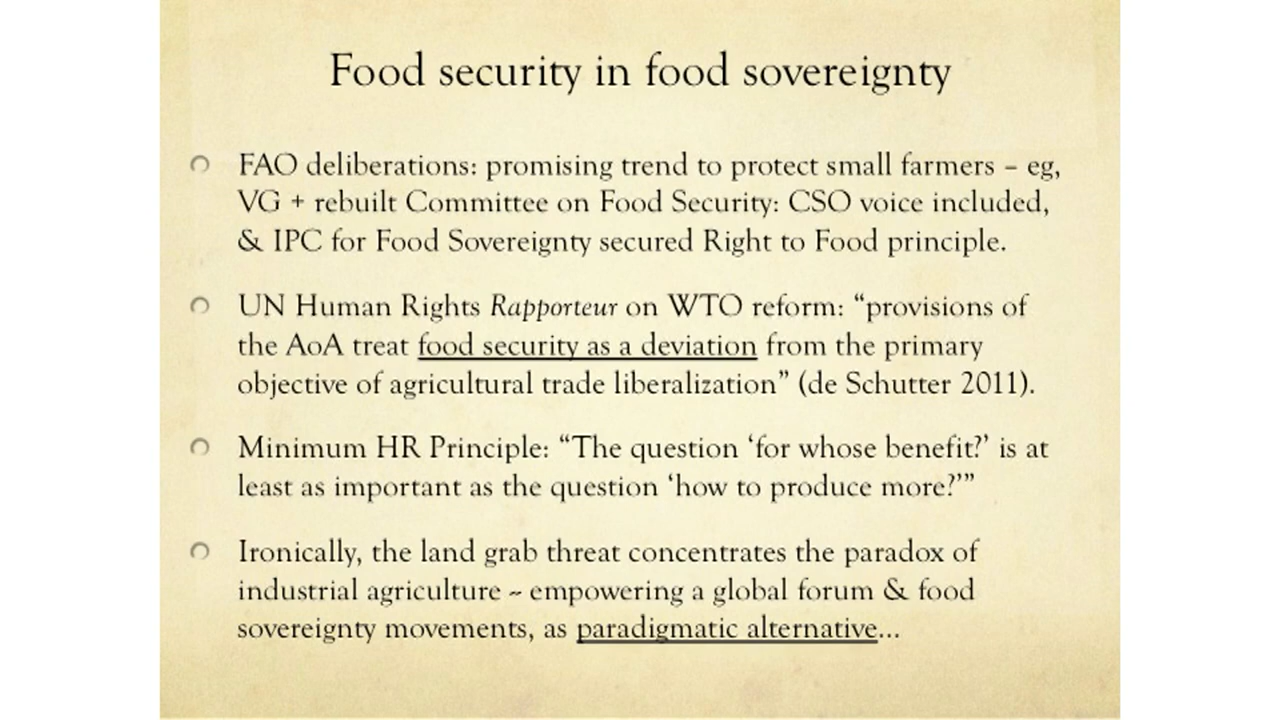 Food security in food sovereignty
FAO deliberations: promising trend to protect small farmers – eg,
VG + rebuilt Committee on Food Security: CSO voice included,
& IPC for Food Sovereignty secured Right to Food principle.
UN Human Rights Rapporteur on WTO reform: “provisions of
the AoA treat food security as a deviation from the primary
objective of agricultural trade liberalization” (de Schutter 2011).
Minimum HR Principle: “The question ‘for whose benefit?’ is at
least as important as the question ‘how to produce more?’”
Ironically, the land grab threat concentrates the paradox of
industrial agriculture ~ empowering a global forum & food
sovereignty movements, as paradigmatic alternative...